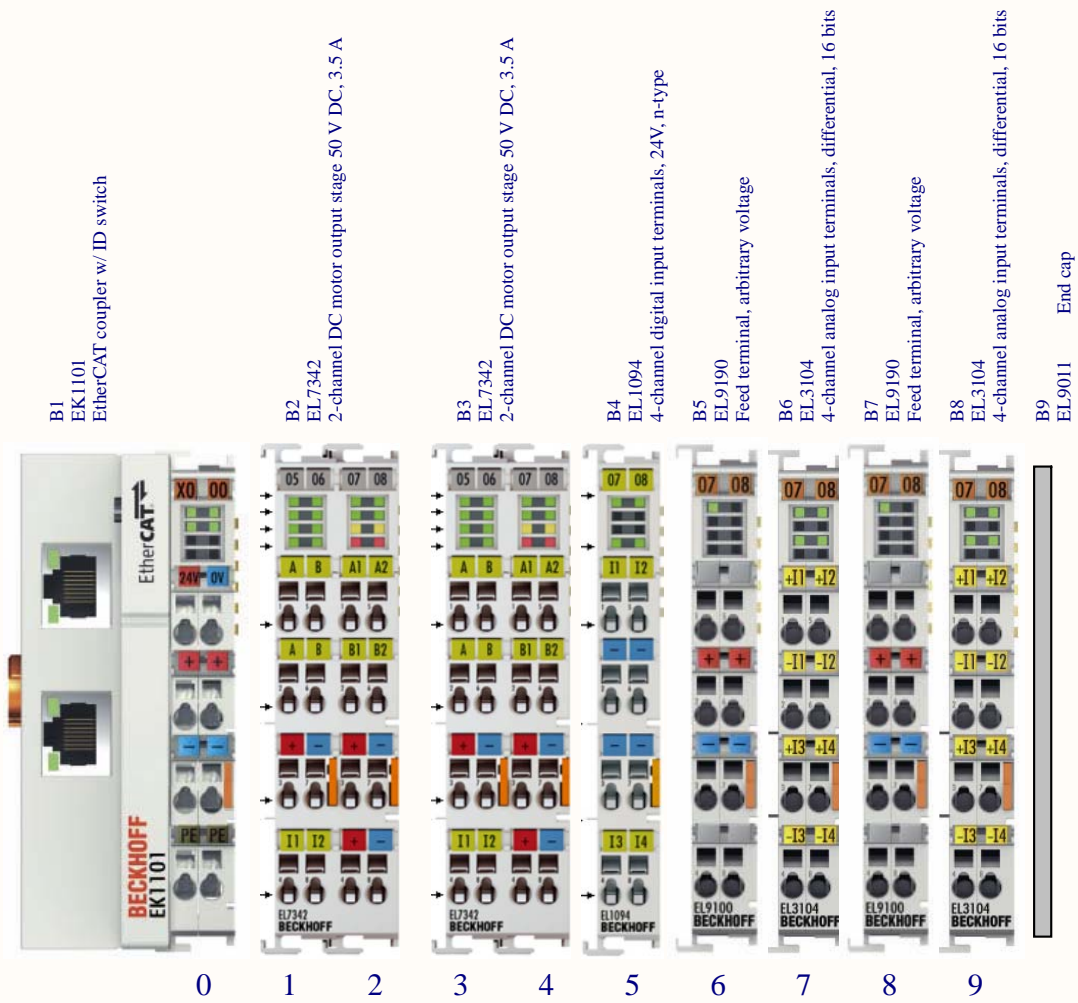 B1
EK1101
EtherCAT coupler w/ ID switch
B2
EL7342
2-channel DC motor output stage 50 V DC, 3.5 A
B3
EL7342
2-channel DC motor output stage 50 V DC, 3.5 A
B4
EL1094
4-channel digital input terminals, 24V, n-type
B5
EL9190
Feed terminal, arbitrary voltage
B6
EL3104
4-channel analog input terminals, differential, 16 bits
B7
EL9190
Feed terminal, arbitrary voltage
B8
EL3104
4-channel analog input terminals, differential, 16 bits
B9
EL9011 End cap
EtherCAT
BECKHOFF
EK1101
X0 00
24V 0V
+ +
- -
PE PE
05 06 07 08
A B A1 A2
A B B1 B2
+ - + -
I1 I2 + -
EL7342
BECKHOFF
05 06 07 08
A B A1 A2
A B B1 B2
+ - + -
I1 I2 + -
EL7342
BECKHOFF
07 08
I1 I2
- -
- -
I3 I4
EL1094
BECKHOFF
07 08
+ +
- -
EL9100
BECKHOFF
07 08
+I1 +I2
-I1 -I2
+I3 +I4
-I3 -I4
EL3104
BECKHOFF
07 08
+ +
- -
EL9100
BECKHOFF
07 08
+I1 +I2
-I1 -I2
+I3 +I4
-I3 -I4
EL3104
BECKHOFF
0 1 2 3 4 5 6 7 8 9